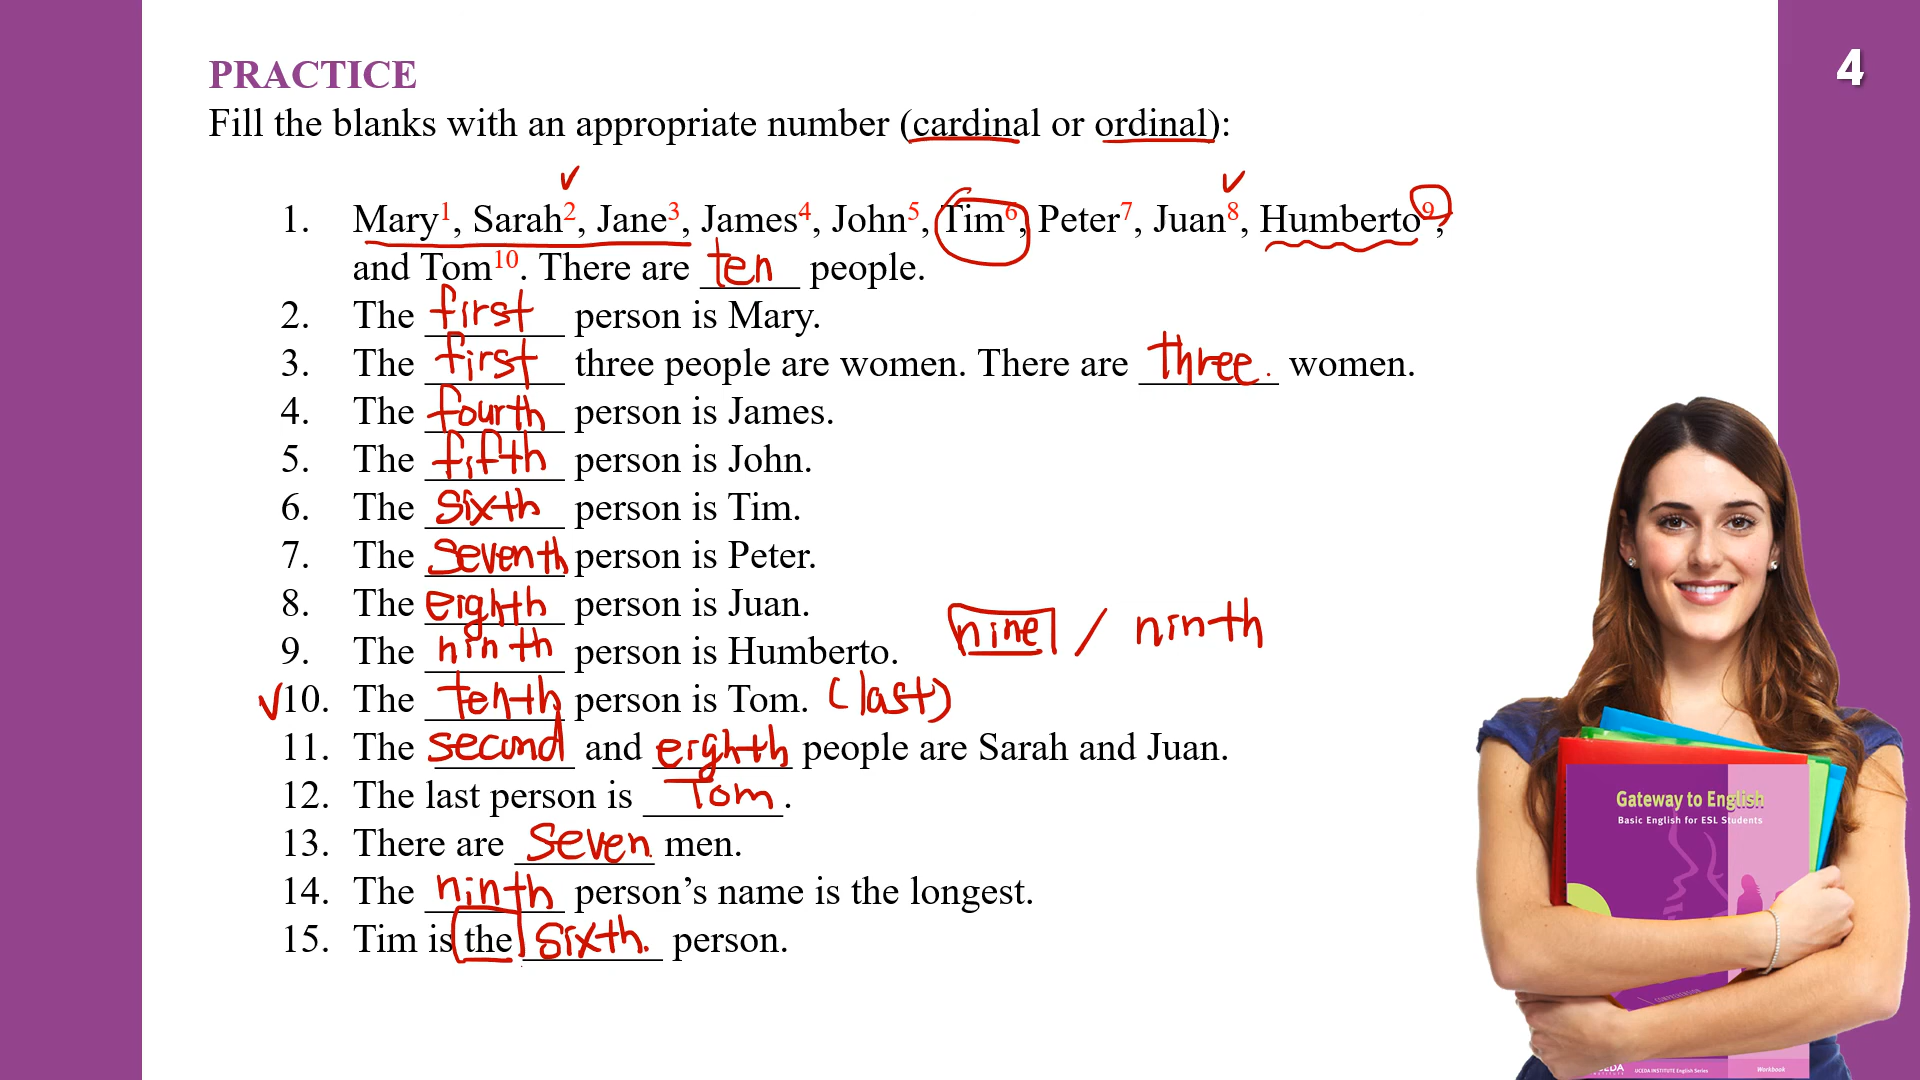 4
PRACTICE
Fill the blanks with an appropriate number (cardinal or ordinal):
1. Mary1, Sarah2, Jane3, James4, John5, Tim6, Peter7, Juan8, Humberto9,
and Tom10. There are ten people.
2. The first person is Mary.
3. The first three people are women. There are three. women.
4. The fourth person is James.
5. The fifth person is John.
6. The sixth person is Tim.
7. The seventh person is Peter.
8. The eighth person is Juan.
9. The ninth person is Humberto. nine / ninth
10. The tenth person is Tom. (last)
11. The second and eighth people are Sarah and Juan.
12. The last person is Tom.
13. There are seven men.
14. The ninth person’s name is the longest.
15. Tim is the sixth. person.
Gateway to English
Basic English for ESL Students
UCEDA INSTITUTE English Series
Workbook